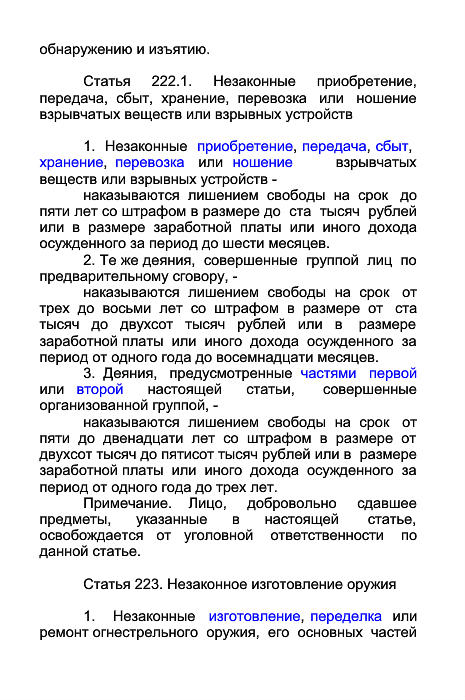 обнаружению и изъятию.
Статья 222.1. Незаконные приобретение,
передача, сбыт, хранение, перевозка или ношение
взрывчатых веществ или взрывных устройств
1. Незаконные приобретение, передача, сбыт,
хранение, перевозка или ношение взрывчатых
веществ или взрывных устройств -
наказываются лишением свободы на срок до
пяти лет со штрафом в размере до ста тысяч рублей
или в размере заработной платы или иного дохода
осужденного за период до шести месяцев.
2. Те же деяния, совершенные группой лиц по
предварительному сговору, -
наказываются лишением свободы на срок от
трех до восьми лет со штрафом в размере от ста
тысяч до двухсот тысяч рублей или в размере
заработной платы или иного дохода осужденного за
период от одного года до восемнадцати месяцев.
3. Деяния, предусмотренные частями первой
или второй настоящей статьи, совершенные
организованной группой, -
наказываются лишением свободы на срок от
пяти до двенадцати лет со штрафом в размере от
двухсот тысяч до пятисот тысяч рублей или в размере
заработной платы или иного дохода осужденного за
период от одного года до трех лет.
Примечание. Лицо, добровольно сдавшее
предметы, указанные в настоящей статье,
освобождается от уголовной ответственности по
данной статье.
Статья 223. Незаконное изготовление оружия
1. Незаконные изготовление, переделка или
ремонт огнестрельного оружия, его основных частей